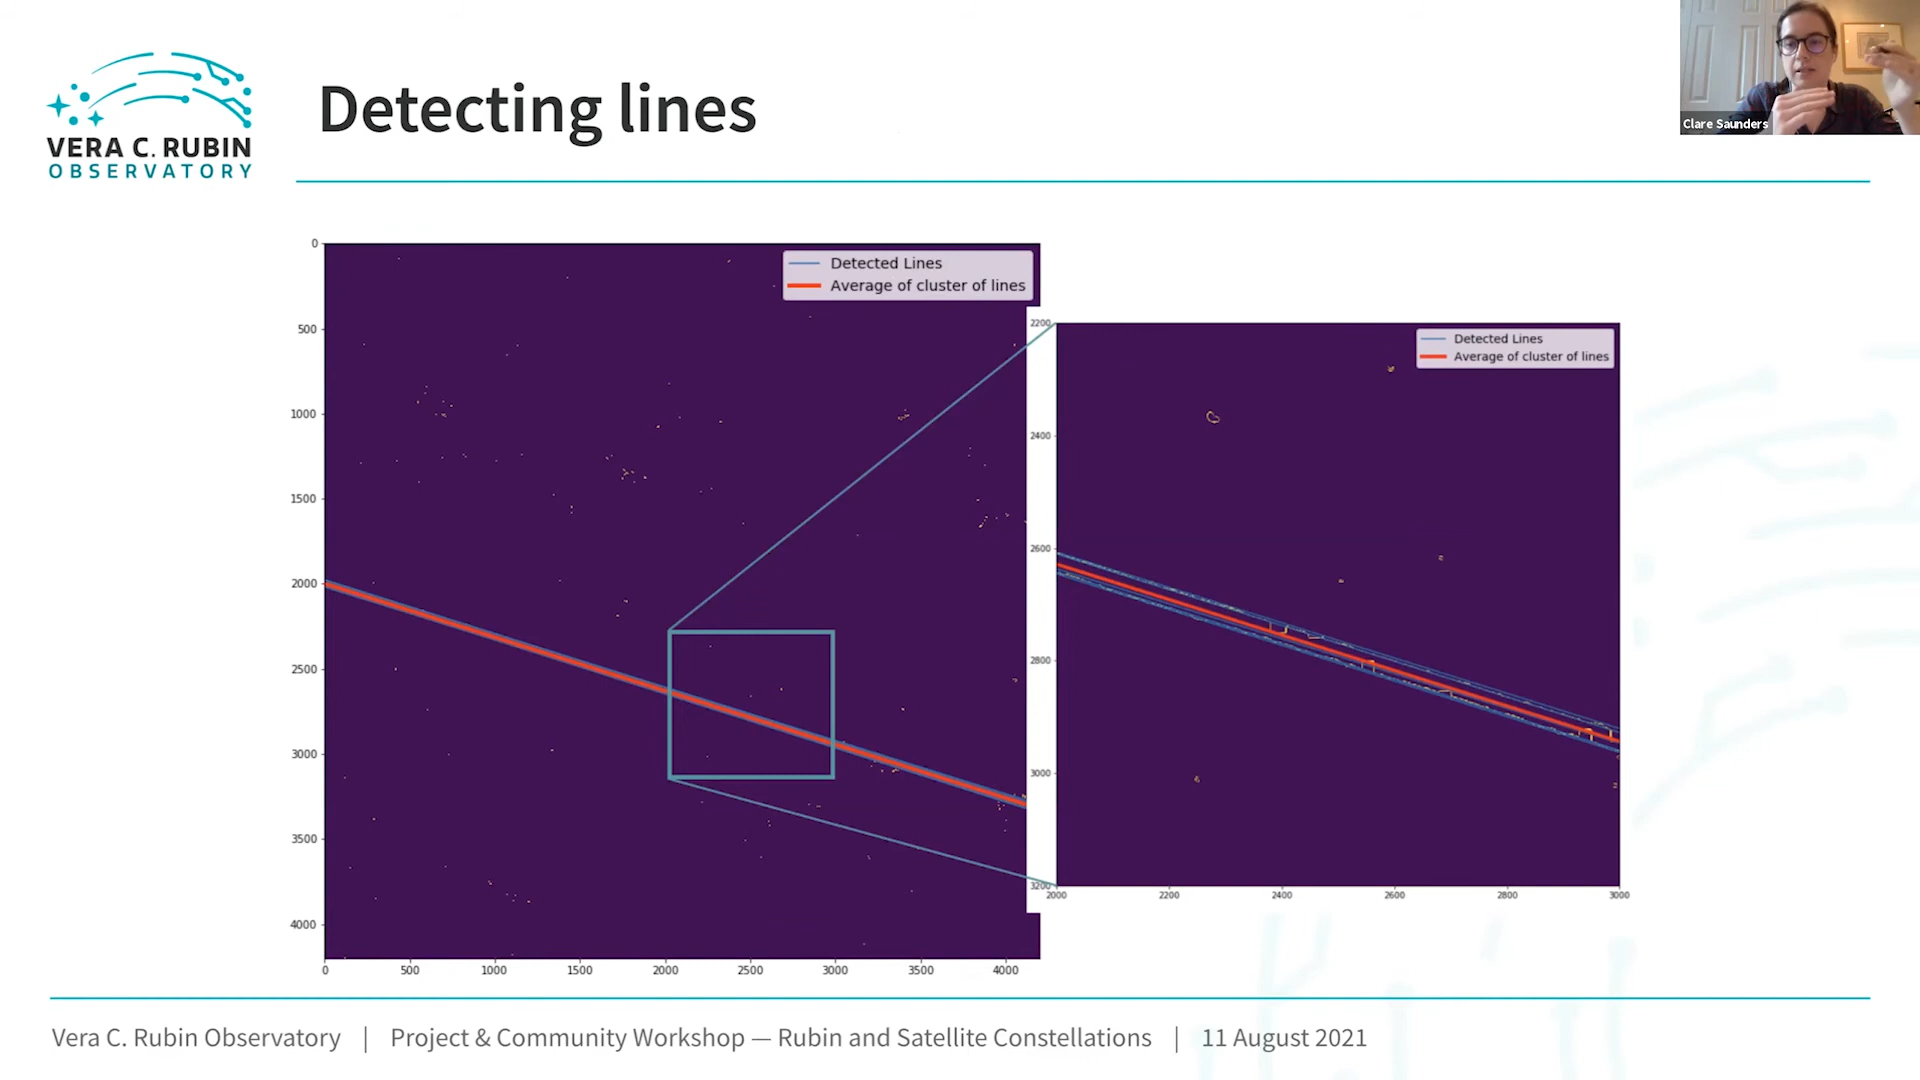 VERA C. RUBIN
OBSERVATORY
Detecting lines
Clare Saunders
Detected Lines
Average of cluster of lines
0
500
1000
1500
2000
2500
3000
3500
4000
0 500 1000 1500 2000 2500 3000 3500 4000
Detected Lines
Average of cluster of lines
2200
2400
2600
2800
3000
3200
2000 2200 2400 2600 2800 3000
Vera C. Rubin Observatory | Project & Community Workshop — Rubin and Satellite Constellations | 11 August 2021